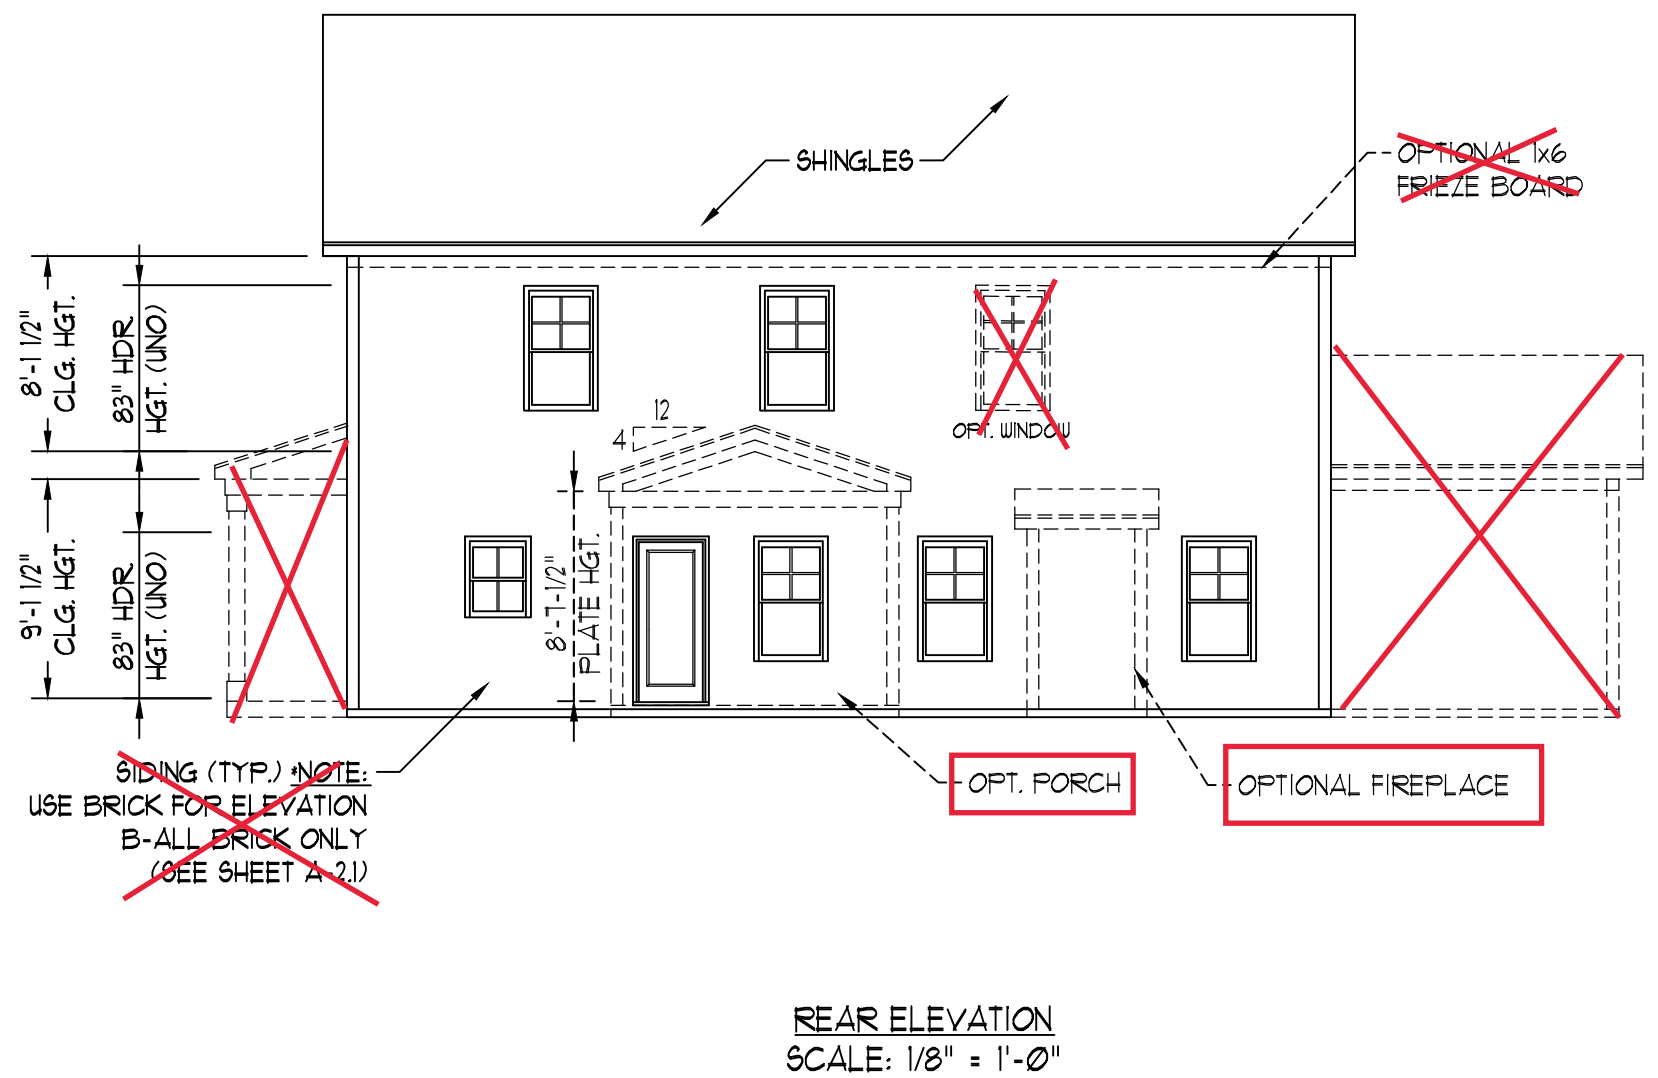 SHINGLES
OPTIONAL 1x6
FRIEZE BOARD
8'-1 1/2"
CLG. HGT.
83" HDR.
HGT. (UNO)
12
4
OPT. WINDOW
9'-1 1/2"
CLG. HGT.
83" HDR.
HGT. (UNO)
8'-7-1/2"
PLATE HGT.
SIDING (TYP.) *NOTE:
USE BRICK FOR ELEVATION
B-ALL BRICK ONLY
(SEE SHEET A-2.1)
OPT. PORCH
OPTIONAL FIREPLACE
REAR ELEVATION
SCALE: 1/8" = 1'-0"